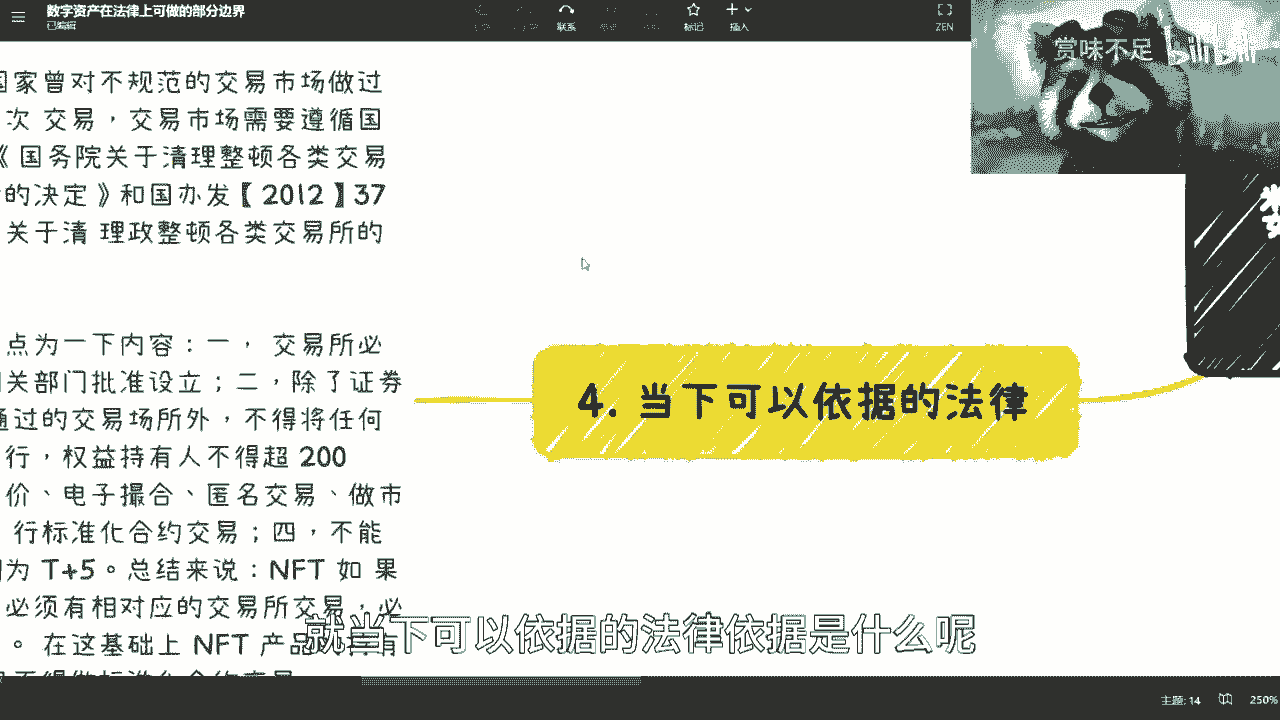 数字资产在法律上可做的部分边界
已编辑
联系
标记
插入
ZEN
赏味不足 bilibili
国家曾对不规范的交易市场做过
次 交易，交易市场需要遵循国
《国务院关于清理整顿各类交易
的决定》和国办发【2012】37
关于清 理政整顿各类交易所的
点为一下内容：一， 交易所必
关部门批准设立；二，除了证券
通过的交易场所外，不得将任何
行，权益持有人不得超 200
价、电子撮合、匿名交易、做市
行标准化合约交易；四，不能
为 T+5。总结来说：NFT 如 果
必须有相对应的交易所交易，必
。在这基础上 NFT 产品
4. 当下可以依据的法律
就当下可以依据的法律依据是什么呢
主题: 14
250%